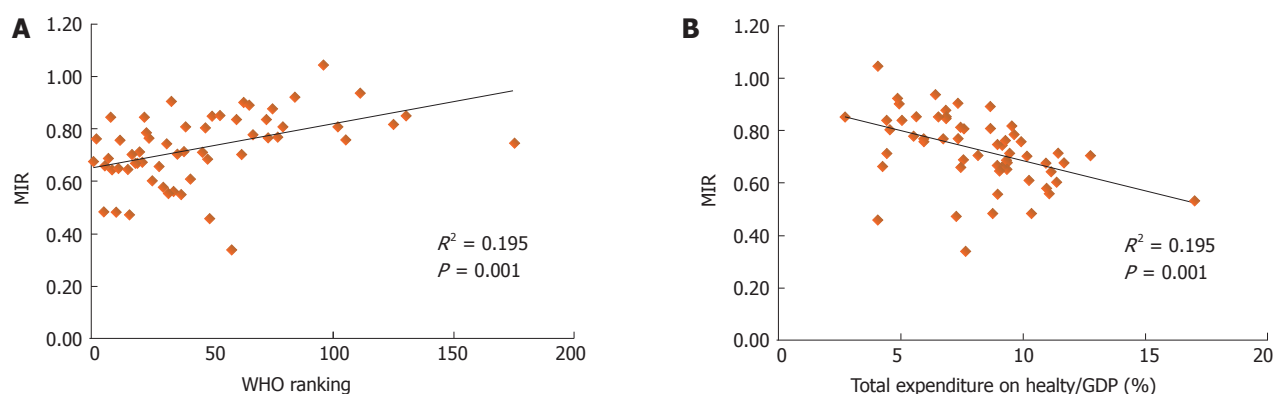 A
1.20
1.00
0.80
0.60
0.40
0.20
0.00
MIR
R² = 0.195
P = 0.001
0
50
100
150
200
WHO ranking
B
1.20
1.00
0.80
0.60
0.40
0.20
0.00
MIR
R² = 0.195
P = 0.001
0
5
10
15
20
Total expenditure on healty/GDP (%)